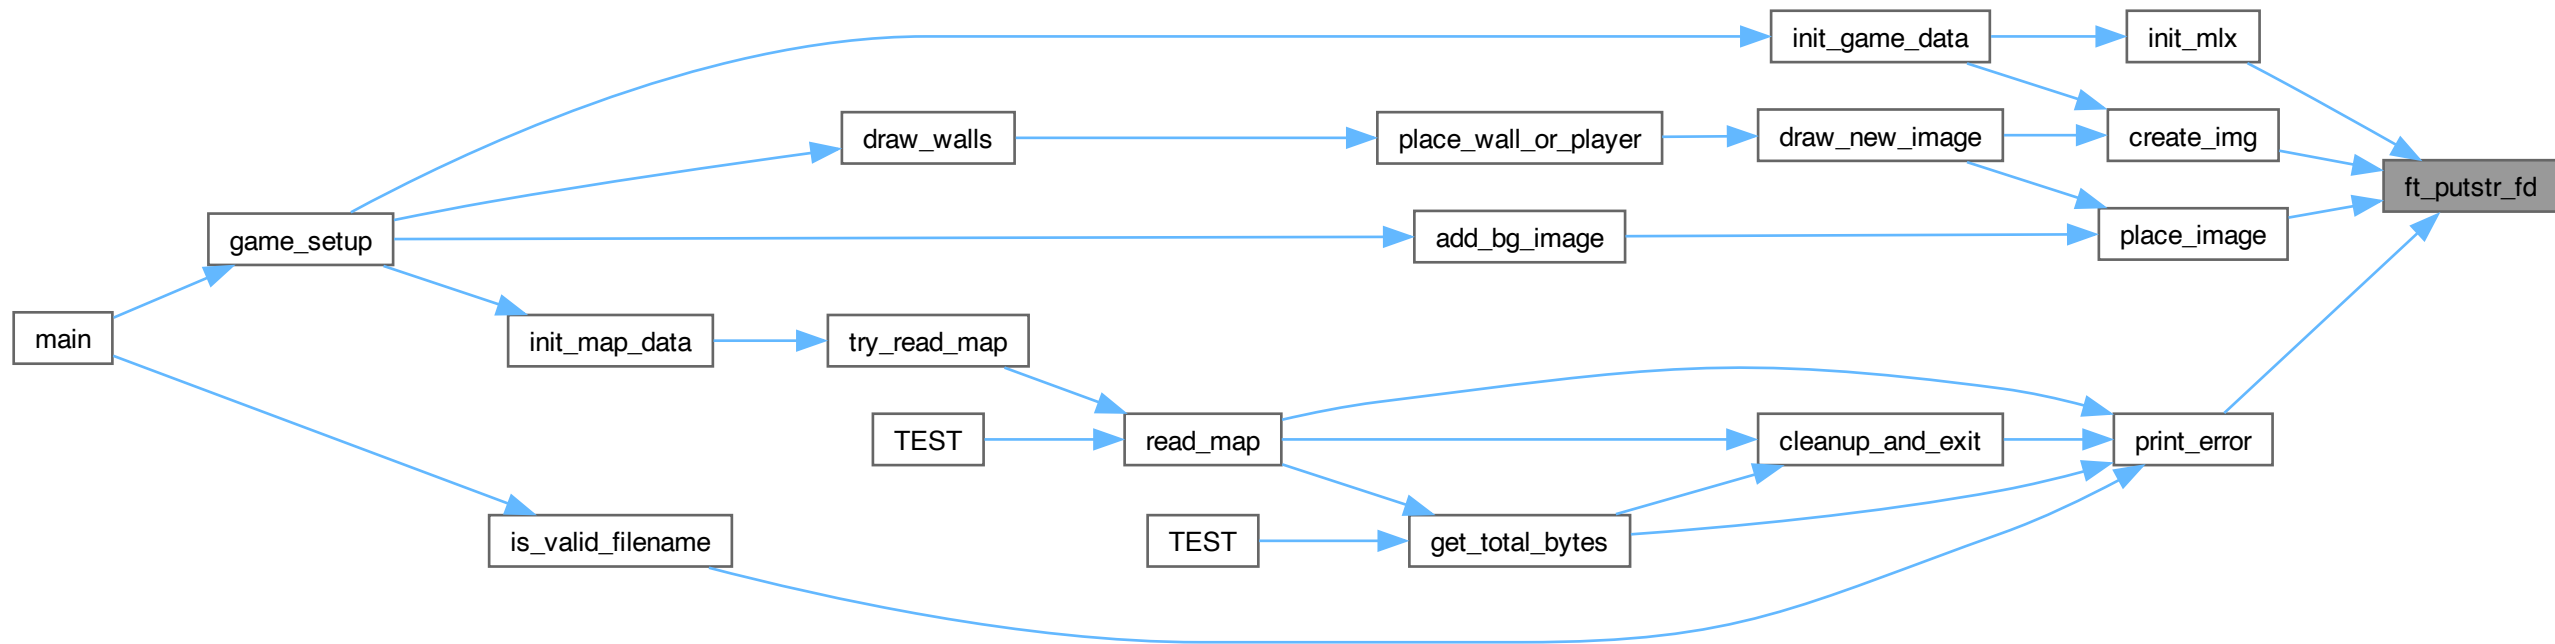 init_game_data
init_mlx
draw_walls
place_wall_or_player
draw_new_image
create_img
ft_putstr_fd
game_setup
add_bg_image
place_image
main
init_map_data
try_read_map
TEST
read_map
cleanup_and_exit
print_error
is_valid_filename
TEST
get_total_bytes